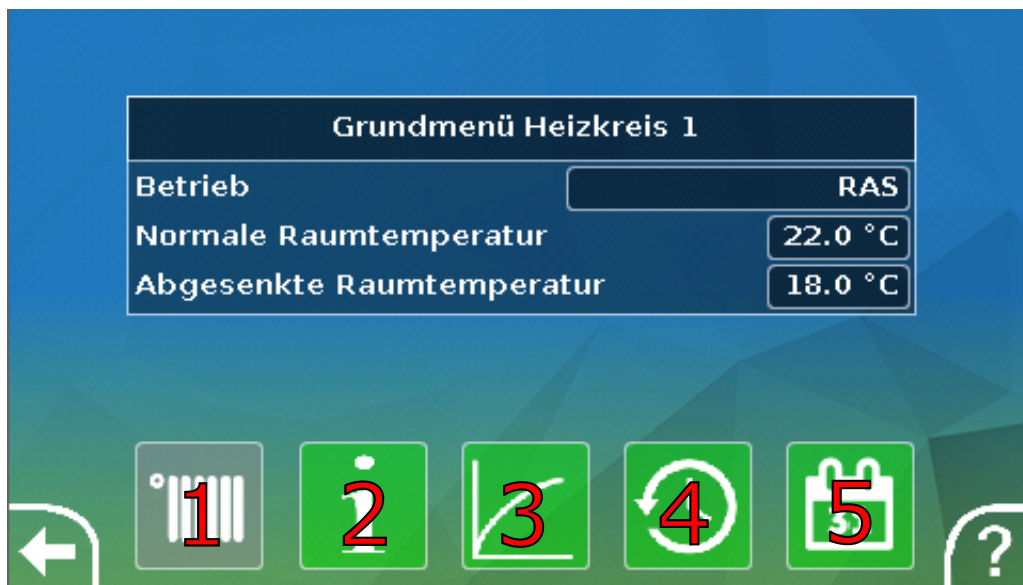 Grundmenü Heizkreis 1
Betrieb RAS
Normale Raumtemperatur 22.0 °C
Abgesenkte Raumtemperatur 18.0 °C
1 2 3 4 5
?